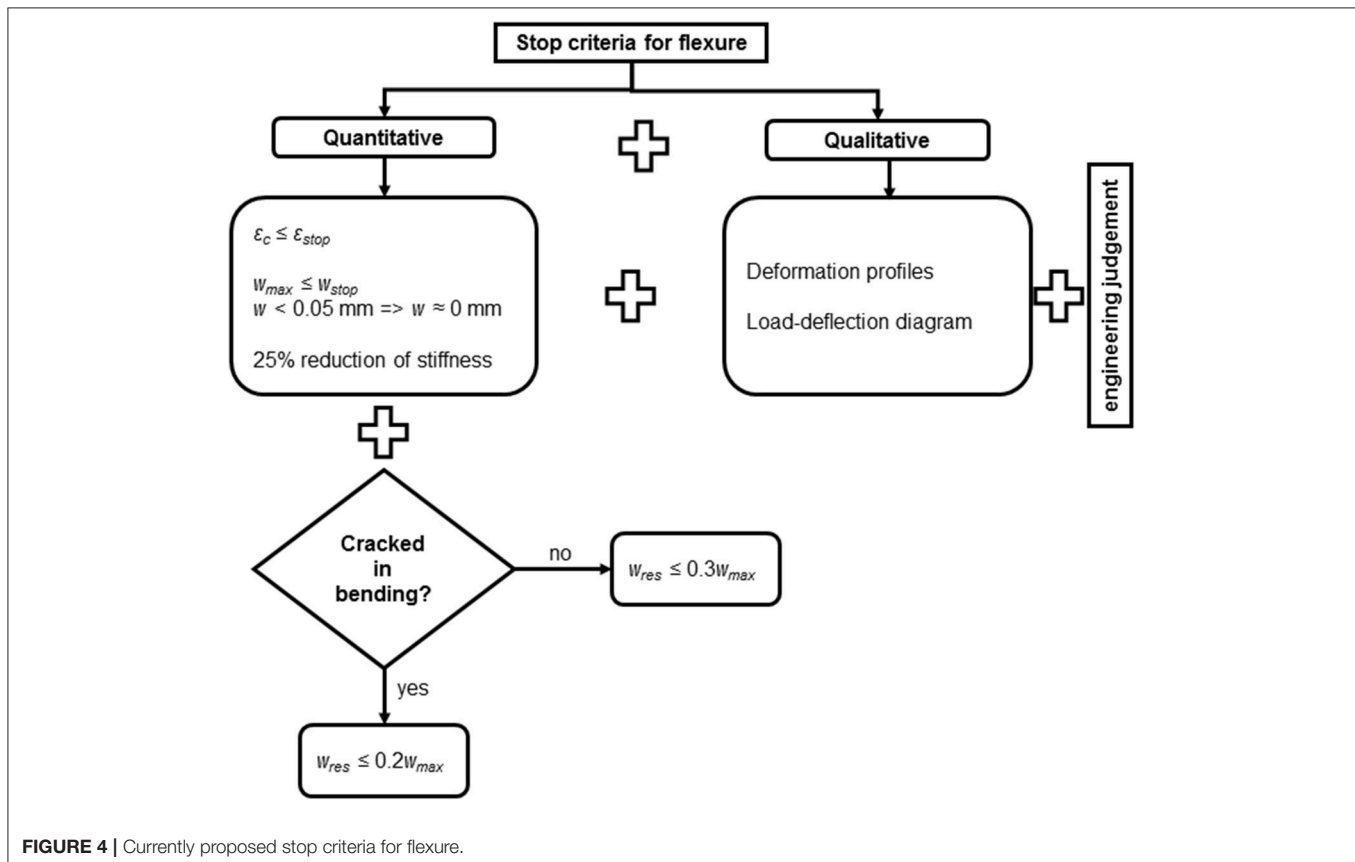 Stop criteria for flexure
Quantitative
Qualitative
εc ≤ εstop
wmax ≤ wstop
w < 0.05 mm => w ≈ 0 mm
25% reduction of stiffness
Deformation profiles
Load-deflection diagram
engineering judgement
Cracked
in
bending?
no
wres ≤ 0.3wmax
yes
wres ≤ 0.2wmax
FIGURE 4 | Currently proposed stop criteria for flexure.